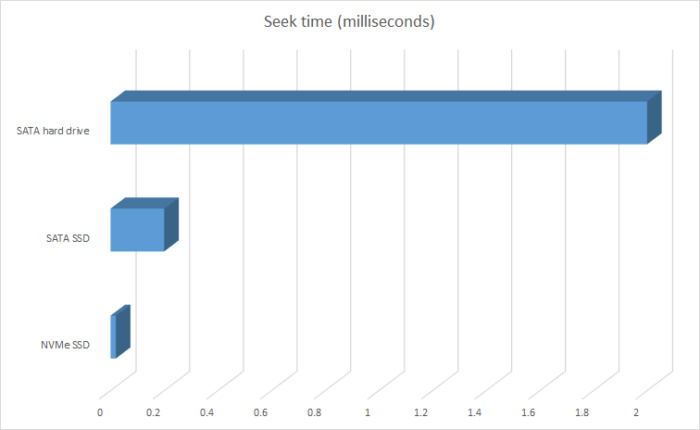 Seek time (milliseconds)
SATA hard drive
SATA SSD
NVMe SSD
0 0.2 0.4 0.6 0.8 1 1.2 1.4 1.6 1.8 2